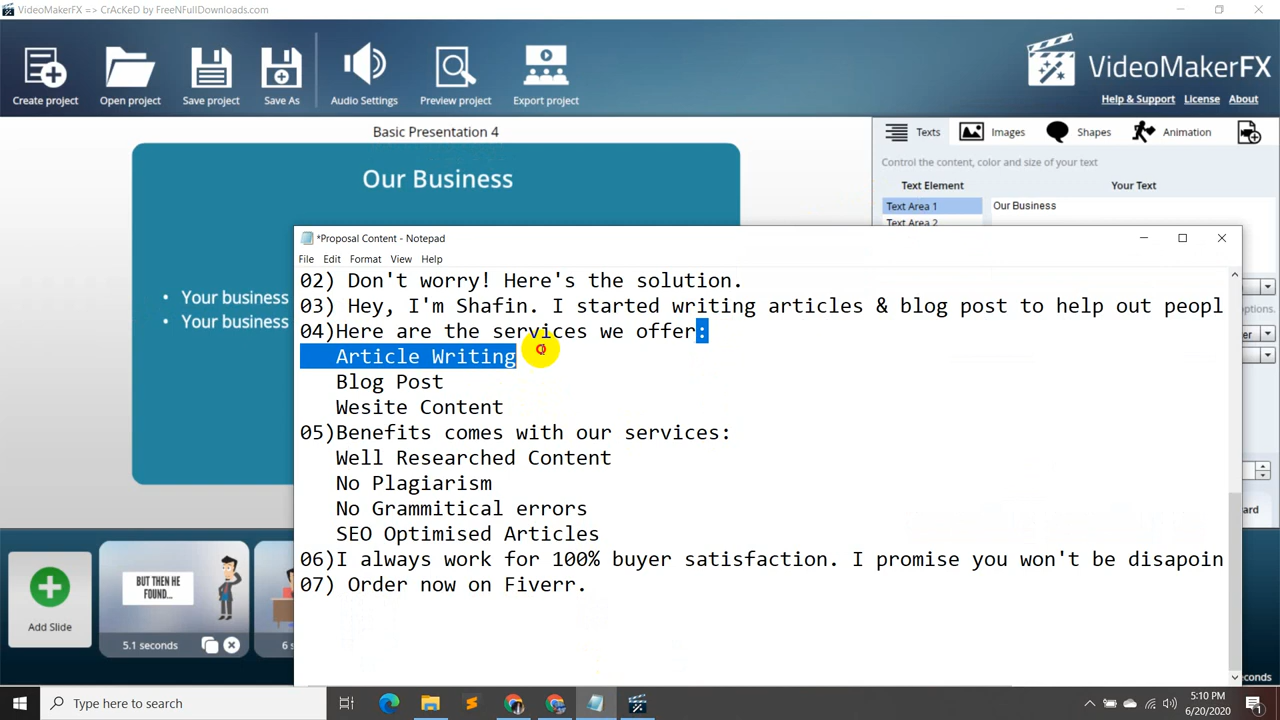 VideoMakerFX => CrAcKeD by FreeNFullDownloads.com
Create project
Open project
Save project
Save As
Audio Settings
Preview project
Export project
VideoMakerFX
Help & Support
License
About
Basic Presentation 4
Our Business
• Your business
• Your business
Texts
Images
Shapes
Animation
Control the content, color and size of your text
Text Element
Your Text
Text Area 1
Our Business
Text Area 2
*Proposal Content - Notepad
File Edit Format View Help
02) Don't worry! Here's the solution.
03) Hey, I'm Shafin. I started writing articles & blog post to help out peopl
04)Here are the services we offer:
Article Writing
Blog Post
Wesite Content
05)Benefits comes with our services:
Well Researched Content
No Plagiarism
No Grammitical errors
SEO Optimised Articles
06)I always work for 100% buyer satisfaction. I promise you won't be disapoin
07) Order now on Fiverr.
Add Slide
BUT THEN HE
FOUND...
5.1 seconds
6 s
Type here to search
5:10 PM
6/20/2020